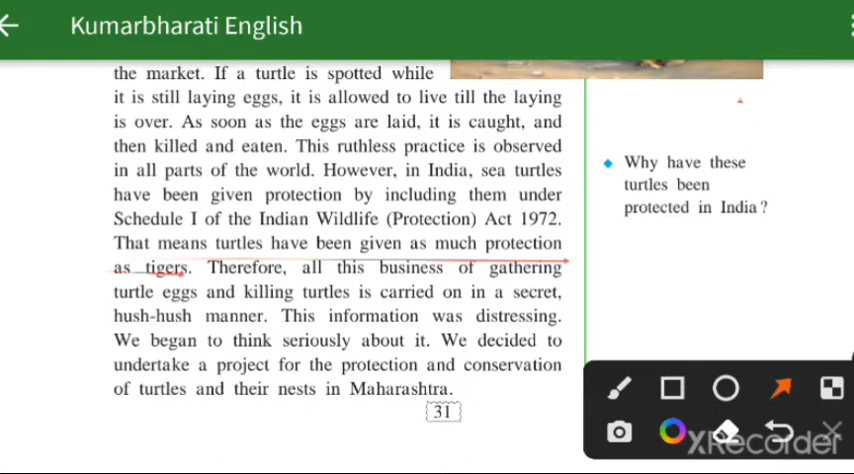 Kumarbharati English
the market. If a turtle is spotted while
it is still laying eggs, it is allowed to live till the laying
is over. As soon as the eggs are laid, it is caught, and
then killed and eaten. This ruthless practice is observed
in all parts of the world. However, in India, sea turtles
have been given protection by including them under
Schedule I of the Indian Wildlife (Protection) Act 1972.
That means turtles have been given as much protection
as tigers. Therefore, all this business of gathering
turtle eggs and killing turtles is carried on in a secret,
hush-hush manner. This information was distressing.
We began to think seriously about it. We decided to
undertake a project for the protection and conservation
of turtles and their nests in Maharashtra.
31
Why have these
turtles been
protected in India ?
XRecorder